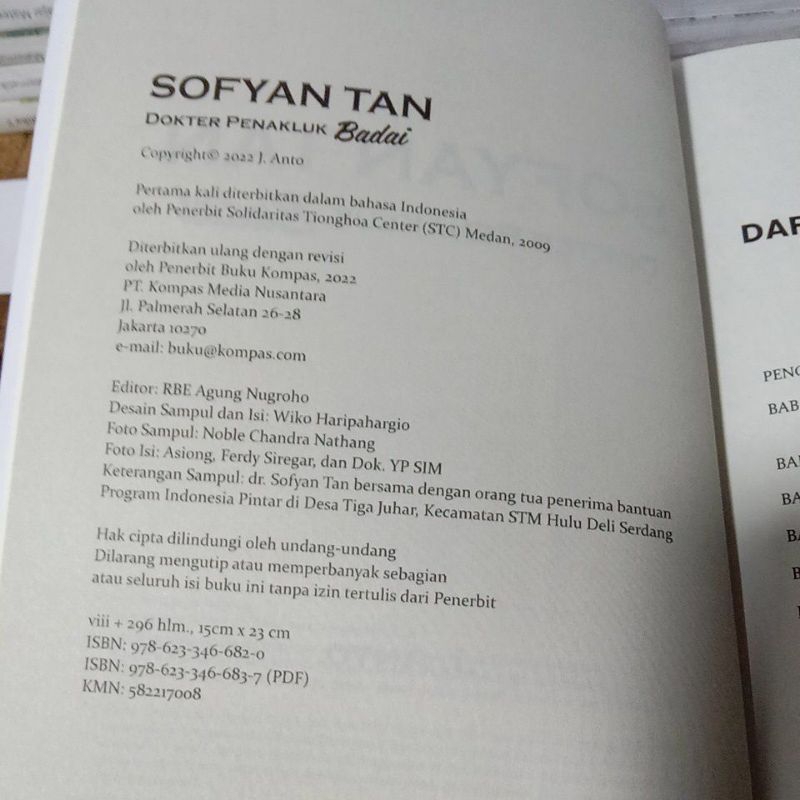 SOFYAN TAN
DOKTER PENAKLUK Badai
Copyright© 2022 J. Anto
Pertama kali diterbitkan dalam bahasa Indonesia
oleh Penerbit Solidaritas Tionghoa Center (STC) Medan, 2009
Diterbitkan ulang dengan revisi
oleh Penerbit Buku Kompas, 2022
PT. Kompas Media Nusantara
Jl. Palmerah Selatan 26-28
Jakarta 10270
e-mail: buku@kompas.com
Editor: RBE Agung Nugroho
Desain Sampul dan Isi: Wiko Haripahargio
Foto Sampul: Noble Chandra Nathang
Foto Isi: Asiong, Ferdy Siregar, dan Dok. YP SIM
Keterangan Sampul: dr. Sofyan Tan bersama dengan orang tua penerima bantuan
Program Indonesia Pintar di Desa Tiga Juhar, Kecamatan STM Hulu Deli Serdang
Hak cipta dilindungi oleh undang-undang
Dilarang mengutip atau memperbanyak sebagian
atau seluruh isi buku ini tanpa izin tertulis dari Penerbit
viii + 296 hlm., 15cm x 23 cm
ISBN: 978-623-346-682-0
ISBN: 978-623-346-683-7 (PDF)
KMN: 582217008
DAF
PENG
BAB